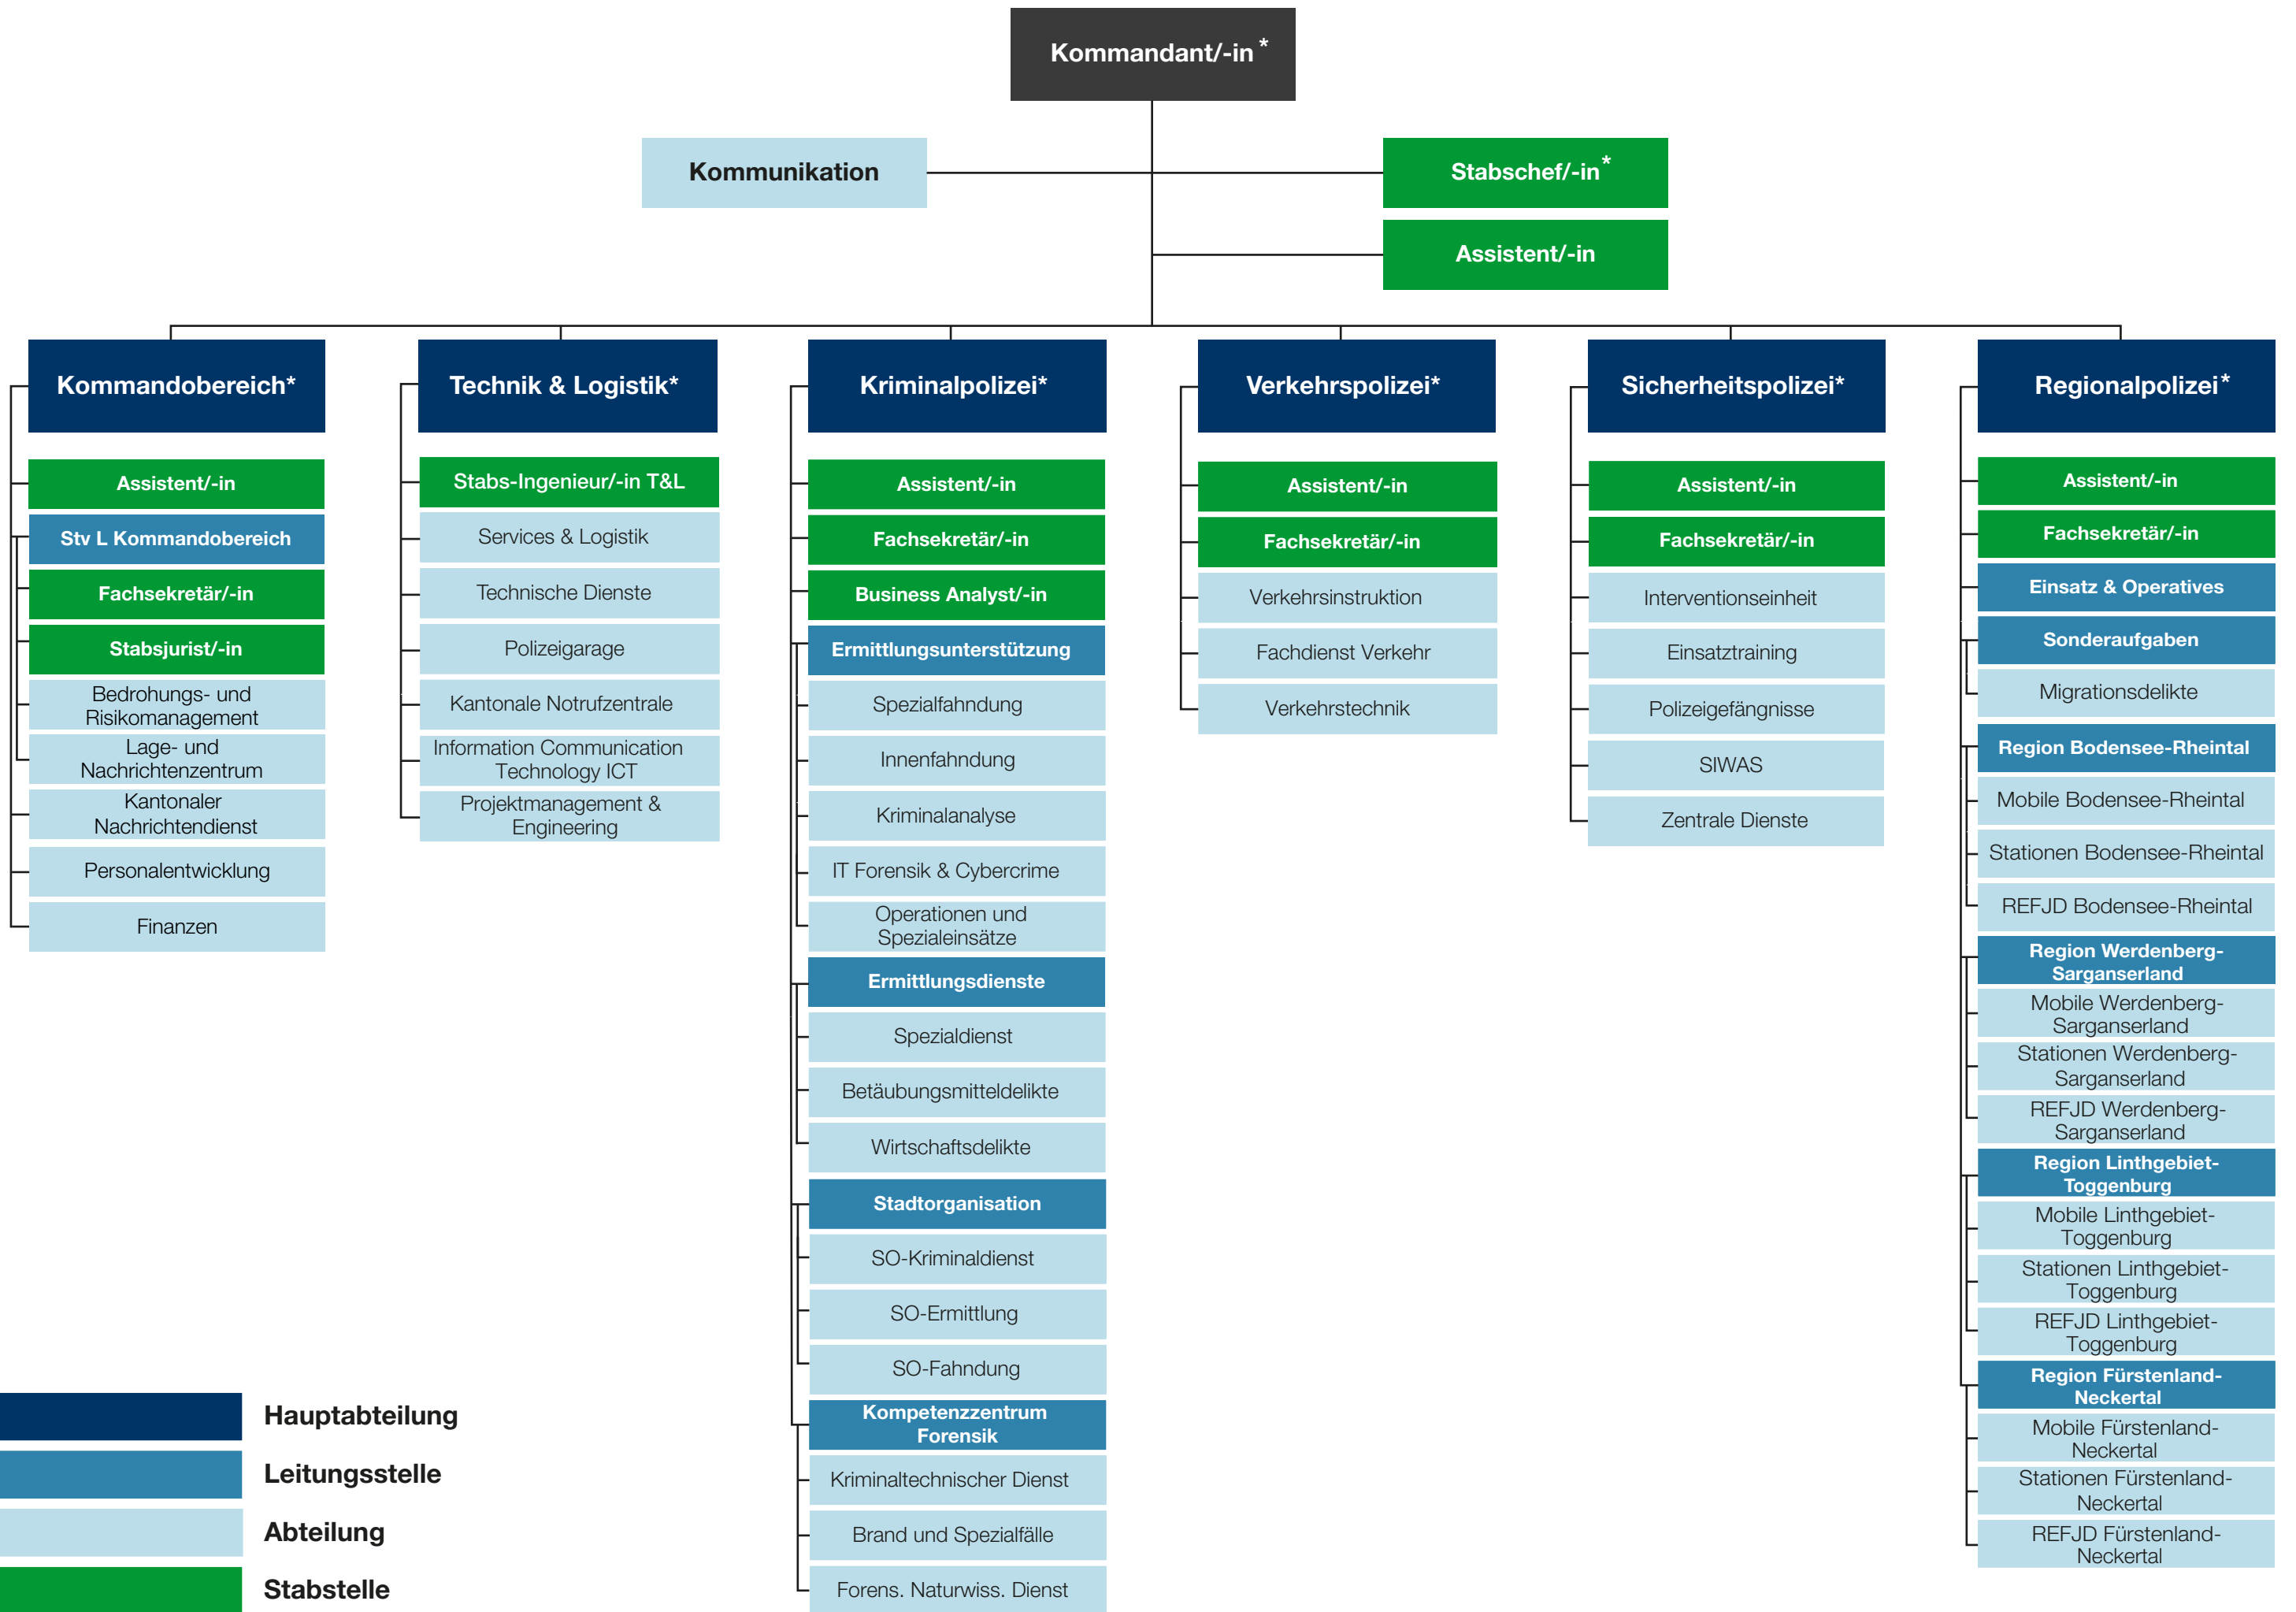 Kommandant/-in *
Kommunikation
Stabschef/-in*
Assistent/-in
Kommandobereich*
Assistent/-in
Stv L Kommandobereich
Fachsekretär/-in
Stabsjurist/-in
Bedrohungs- und
Risikomanagement
Lage- und
Nachrichtenzentrum
Kantonaler
Nachrichtendienst
Personalentwicklung
Finanzen
Technik & Logistik*
Stabs-Ingenieur/-in T&L
Services & Logistik
Technische Dienste
Polizeigarage
Kantonale Notrufzentrale
Information Communication
Technology ICT
Projektmanagement &
Engineering
Kriminalpolizei*
Assistent/-in
Fachsekretär/-in
Business Analyst/-in
Ermittlungsunterstützung
Spezialfahndung
Innenfahndung
Kriminalanalyse
IT Forensik & Cybercrime
Operationen und
Spezialeinsätze
Ermittlungsdienste
Spezialdienst
Betäubungsmitteldelikte
Wirtschaftsdelikte
Stadtorganisation
SO-Kriminaldienst
SO-Ermittlung
SO-Fahndung
Kompetenzzentrum
Forensik
Kriminaltechnischer Dienst
Brand und Spezialfälle
Forens. Naturwiss. Dienst
Verkehrspolizei*
Assistent/-in
Fachsekretär/-in
Verkehrsinstruktion
Fachdienst Verkehr
Verkehrstechnik
Sicherheitspolizei*
Assistent/-in
Fachsekretär/-in
Interventionseinheit
Einsatztraining
Polizeigefängnisse
SIWAS
Zentrale Dienste
Regionalpolizei*
Assistent/-in
Fachsekretär/-in
Einsatz & Operatives
Sonderaufgaben
Migrationsdelikte
Region Bodensee-Rheintal
Mobile Bodensee-Rheintal
Stationen Bodensee-Rheintal
REFJD Bodensee-Rheintal
Region Werdenberg-
Sarganserland
Mobile Werdenberg-
Sarganserland
Stationen Werdenberg-
Sarganserland
REFJD Werdenberg-
Sarganserland
Region Linthgebiet-
Toggenburg
Mobile Linthgebiet-
Toggenburg
Stationen Linthgebiet-
Toggenburg
REFJD Linthgebiet-
Toggenburg
Region Fürstenland-
Neckertal
Mobile Fürstenland-
Neckertal
Stationen Fürstenland-
Neckertal
REFJD Fürstenland-
Neckertal
Hauptabteilung
Leitungsstelle
Abteilung
Stabstelle